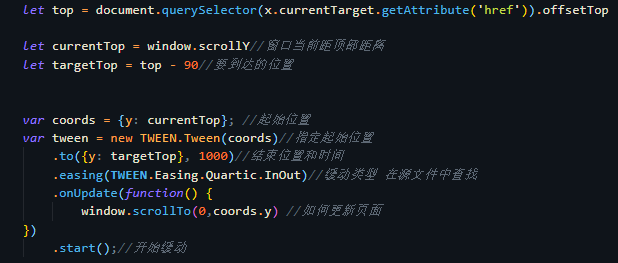 let top = document.querySelector(x.currentTarget.getAttribute('href')).offsetTop
let currentTop = window.scrollY//窗口当前距顶部距离
let targetTop = top - 90//要到达的位置
var coords = {y: currentTop}; //起始位置
var tween = new TWEEN.Tween(coords)//指定起始位置
.to({y: targetTop}, 1000)//结束位置和时间
.easing(TWEEN.Easing.Quartic.InOut)//缓动类型 在源文件中查找
.onUpdate(function() {
window.scrollTo(0,coords.y) //如何更新页面
})
.start();//开始缓动